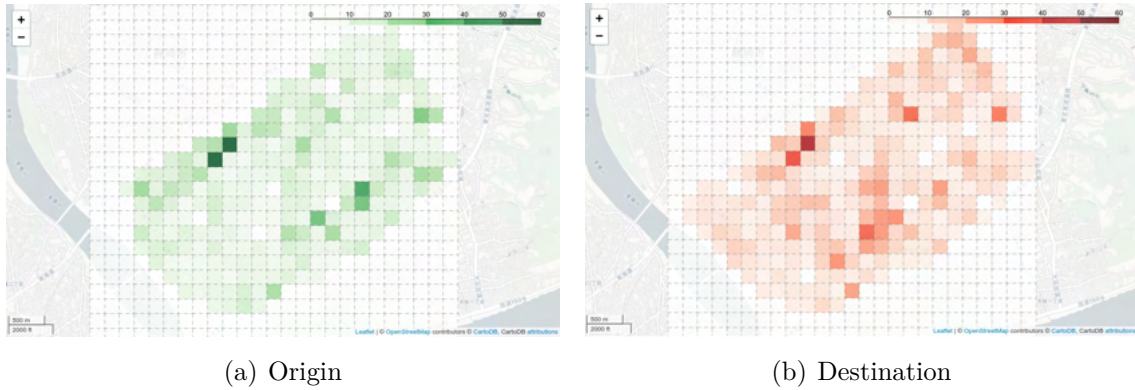 +
−
0 10 20 30 40 50 60
500 m
2000 ft
Leaflet | © OpenStreetMap contributors © CartoDB, CartoDB attributions
(a) Origin
+
−
0 10 20 30 40 50 60
500 m
2000 ft
Leaflet | © OpenStreetMap contributors © CartoDB, CartoDB attributions
(b) Destination